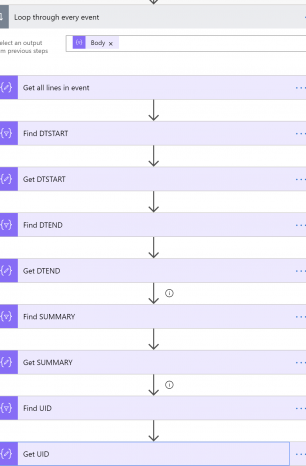 Loop through every event
elect an output
m previous steps
Body ×
Get all lines in event
Find DTSTART
Get DTSTART
Find DTEND
Get DTEND
Find SUMMARY
Get SUMMARY
Find UID
Get UID